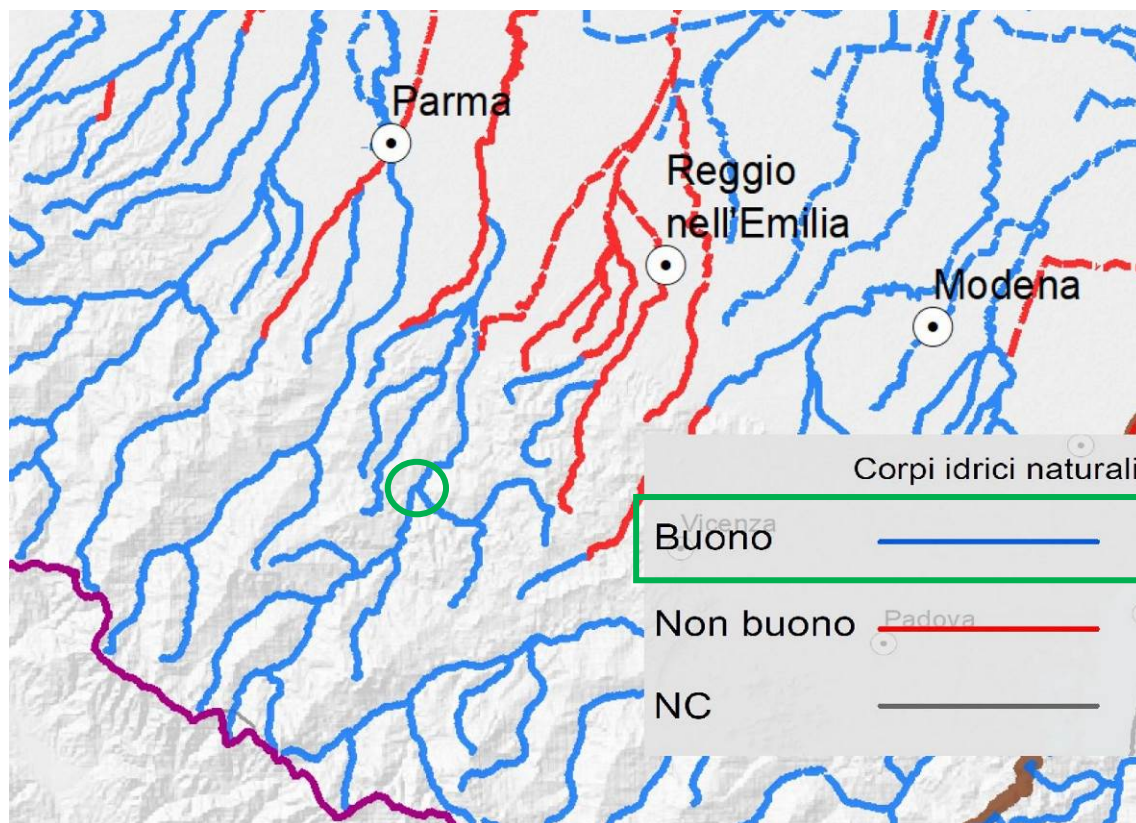 Parma
Reggio
nell'Emilia
Modena
Corpi idrici naturali
Vicenza
Buono
Padova
Non buono
NC